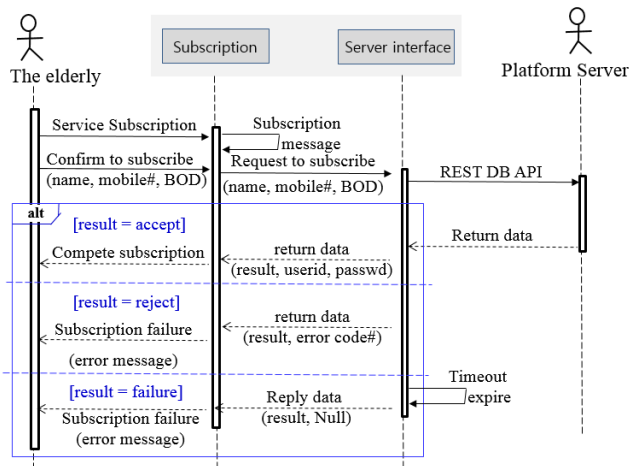 Subscription
Server interface
The elderly
Platform Server
Service Subscription
Subscription
message
Confirm to subscribe
(name, mobile#, BOD)
Request to subscribe
(name, mobile#, BOD)
REST DB API
alt
[result = accept]
Return data
Compete subscription
return data
(result, userid, passwd)
[result = reject]
return data
(result, error code#)
Subscription failure
(error message)
Timeout
expire
[result = failure]
Reply data
(result, Null)
Subscription failure
(error message)